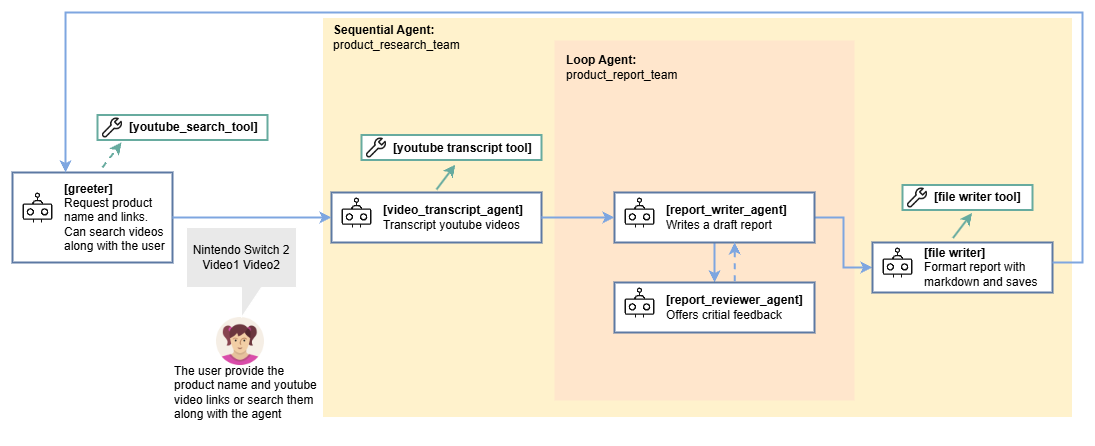 Sequential Agent:
product_research_team
Loop Agent:
product_report_team
[youtube_search_tool]
[youtube transcript tool]
[greeter]
Request product
name and links.
Can search videos
along with the user
[video_transcript_agent]
Transcript youtube videos
[report_writer_agent]
Writes a draft report
[file writer tool]
[file writer]
Formart report with
markdown and saves
Nintendo Switch 2
Video1 Video2
[report_reviewer_agent]
Offers critial feedback
The user provide the
product name and youtube
video links or search them
along with the agent